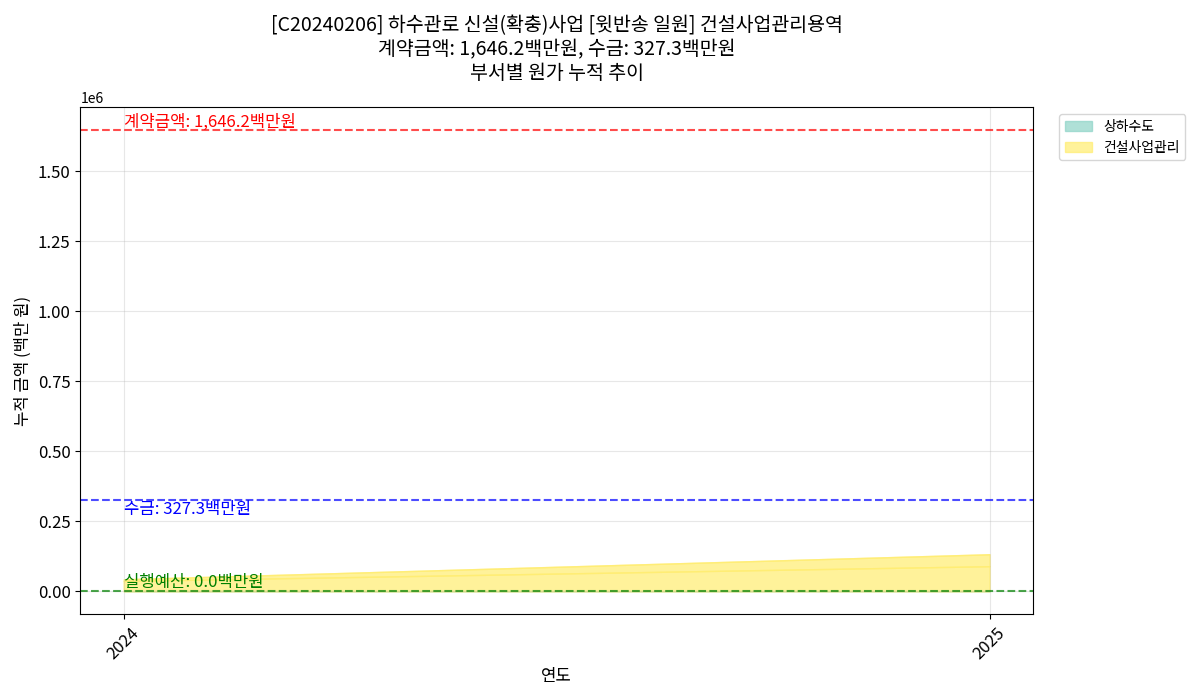 [C20240206] 하수관로 신설(확충)사업 [윗반송 일원] 건설사업관리용역
계약금액: 1,646.2백만원, 수금: 327.3백만원
부서별 원가 누적 추이
1e6
계약금액: 1,646.2백만원
상하수도
건설사업관리
1.50
1.25
1.00
0.75
0.50
0.25
0.00
누적 금액 (백만 원)
수금: 327.3백만원
실행예산: 0.0백만원
2024
2025
연도